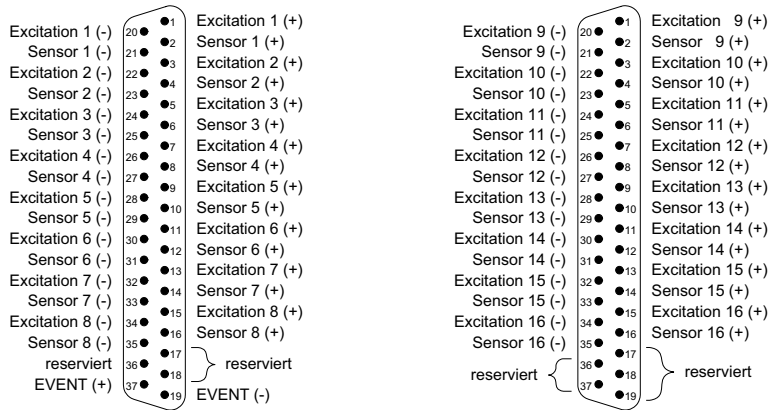 Excitation 1 (-)
Sensor 1 (-)
Excitation 2 (-)
Sensor 2 (-)
Excitation 3 (-)
Sensor 3 (-)
Excitation 4 (-)
Sensor 4 (-)
Excitation 5 (-)
Sensor 5 (-)
Excitation 6 (-)
Sensor 6 (-)
Excitation 7 (-)
Sensor 7 (-)
Excitation 8 (-)
Sensor 8 (-)
reserviert
EVENT (+)
20
21
22
23
24
25
26
27
28
29
30
31
32
33
34
35
36
37
1
2
3
4
5
6
7
8
9
10
11
12
13
14
15
16
17
18
19
Excitation 1 (+)
Sensor 1 (+)
Excitation 2 (+)
Sensor 2 (+)
Excitation 3 (+)
Sensor 3 (+)
Excitation 4 (+)
Sensor 4 (+)
Excitation 5 (+)
Sensor 5 (+)
Excitation 6 (+)
Sensor 6 (+)
Excitation 7 (+)
Sensor 7 (+)
Excitation 8 (+)
Sensor 8 (+)
reserviert
EVENT (-)
Excitation 9 (-)
Sensor 9 (-)
Excitation 10 (-)
Sensor 10 (-)
Excitation 11 (-)
Sensor 11 (-)
Excitation 12 (-)
Sensor 12 (-)
Excitation 13 (-)
Sensor 13 (-)
Excitation 14 (-)
Sensor 14 (-)
Excitation 15 (-)
Sensor 15 (-)
Excitation 16 (-)
Sensor 16 (-)
reserviert
20
21
22
23
24
25
26
27
28
29
30
31
32
33
34
35
36
37
1
2
3
4
5
6
7
8
9
10
11
12
13
14
15
16
17
18
19
Excitation 9 (+)
Sensor 9 (+)
Excitation 10 (+)
Sensor 10 (+)
Excitation 11 (+)
Sensor 11 (+)
Excitation 12 (+)
Sensor 12 (+)
Excitation 13 (+)
Sensor 13 (+)
Excitation 14 (+)
Sensor 14 (+)
Excitation 15 (+)
Sensor 15 (+)
Excitation 16 (+)
Sensor 16 (+)
reserviert